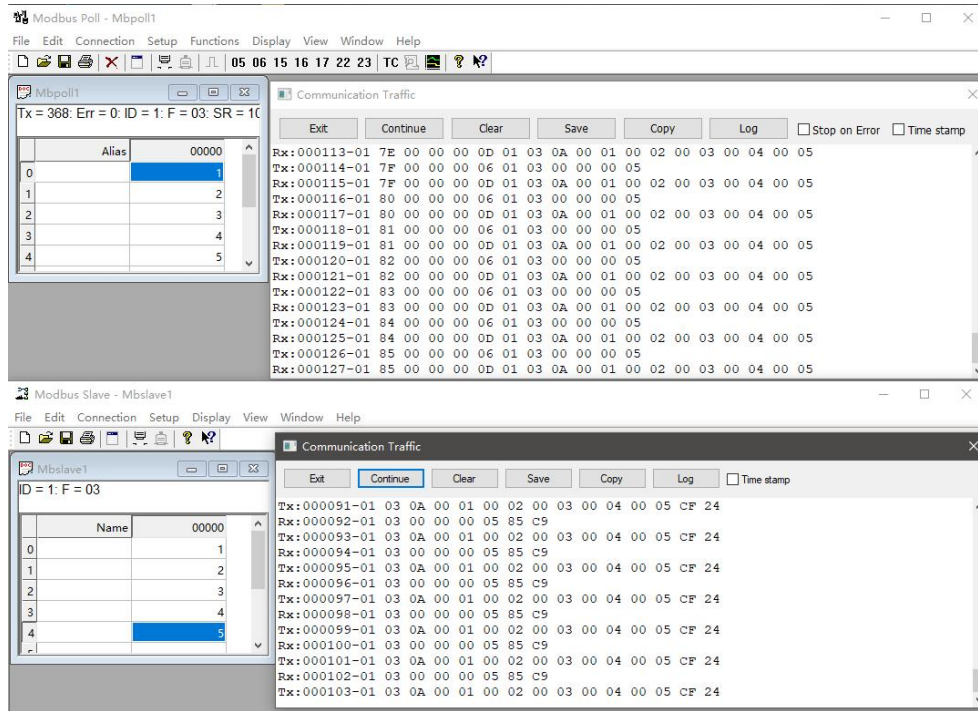 Modbus Poll - Mbpoll1
File Edit Connection Setup Functions Display View Window Help
05 06 15 16 17 22 23 TC
Mbpoll1
Tx = 368: Err = 0: ID = 1: F = 03: SR = 10
Alias 00000
0 1
1 2
2 3
3 4
4 5
Communication Traffic
Exit Continue Clear Save Copy Log Stop on Error Time stamp
Rx:000113-01 7E 00 00 00 0D 01 03 0A 00 01 00 02 00 03 00 04 00 05
Tx:000114-01 7F 00 00 00 06 01 03 00 00 00 05
Rx:000115-01 7F 00 00 00 0D 01 03 0A 00 01 00 02 00 03 00 04 00 05
Tx:000116-01 80 00 00 00 06 01 03 00 00 00 05
Rx:000117-01 80 00 00 00 0D 01 03 0A 00 01 00 02 00 03 00 04 00 05
Tx:000118-01 81 00 00 00 06 01 03 00 00 00 05
Rx:000119-01 81 00 00 00 0D 01 03 0A 00 01 00 02 00 03 00 04 00 05
Tx:000120-01 82 00 00 00 06 01 03 00 00 00 05
Rx:000121-01 82 00 00 00 0D 01 03 0A 00 01 00 02 00 03 00 04 00 05
Tx:000122-01 83 00 00 00 06 01 03 00 00 00 05
Rx:000123-01 83 00 00 00 0D 01 03 0A 00 01 00 02 00 03 00 04 00 05
Tx:000124-01 84 00 00 00 06 01 03 00 00 00 05
Rx:000125-01 84 00 00 00 0D 01 03 0A 00 01 00 02 00 03 00 04 00 05
Tx:000126-01 85 00 00 00 06 01 03 00 00 00 05
Rx:000127-01 85 00 00 00 0D 01 03 0A 00 01 00 02 00 03 00 04 00 05
Modbus Slave - Mbslave1
File Edit Connection Setup Display View Window Help
Mbslave1
ID = 1: F = 03
Name 00000
0 1
1 2
2 3
3 4
4 5
Communication Traffic
Exit Continue Clear Save Copy Log Time stamp
Tx:000091-01 03 0A 00 01 00 02 00 03 00 04 00 05 CF 24
Rx:000092-01 03 00 00 00 05 85 C9
Tx:000093-01 03 0A 00 01 00 02 00 03 00 04 00 05 CF 24
Rx:000094-01 03 00 00 00 05 85 C9
Tx:000095-01 03 0A 00 01 00 02 00 03 00 04 00 05 CF 24
Rx:000096-01 03 00 00 00 05 85 C9
Tx:000097-01 03 0A 00 01 00 02 00 03 00 04 00 05 CF 24
Rx:000098-01 03 00 00 00 05 85 C9
Tx:000099-01 03 0A 00 01 00 02 00 03 00 04 00 05 CF 24
Rx:000100-01 03 00 00 00 05 85 C9
Tx:000101-01 03 0A 00 01 00 02 00 03 00 04 00 05 CF 24
Rx:000102-01 03 00 00 00 05 85 C9
Tx:000103-01 03 0A 00 01 00 02 00 03 00 04 00 05 CF 24